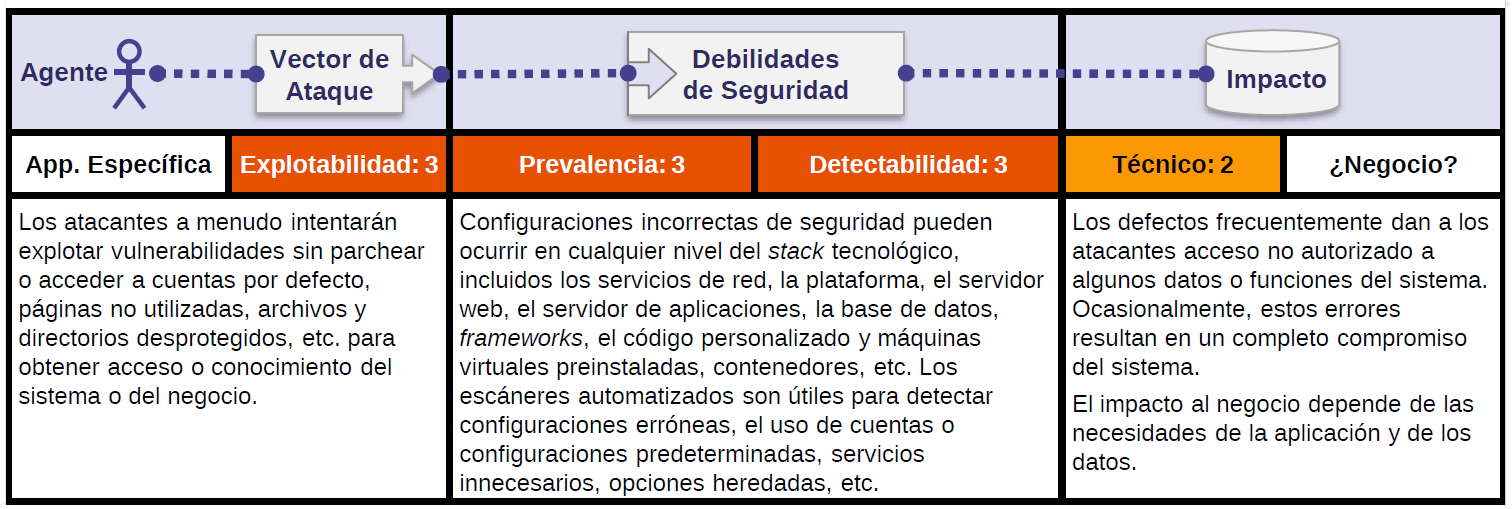 Agente
Vector de
Ataque
Debilidades
de Seguridad
Impacto
App. Específica
Explotabilidad: 3
Prevalencia: 3
Detectabilidad: 3
Técnico: 2
¿Negocio?
Los atacantes a menudo intentarán
explotar vulnerabilidades sin parchear
o acceder a cuentas por defecto,
páginas no utilizadas, archivos y
directorios desprotegidos, etc. para
obtener acceso o conocimiento del
sistema o del negocio.
Configuraciones incorrectas de seguridad pueden
ocurrir en cualquier nivel del stack tecnológico,
incluidos los servicios de red, la plataforma, el servidor
web, el servidor de aplicaciones, la base de datos,
frameworks, el código personalizado y máquinas
virtuales preinstaladas, contenedores, etc. Los
escáneres automatizados son útiles para detectar
configuraciones erróneas, el uso de cuentas o
configuraciones predeterminadas, servicios
innecesarios, opciones heredadas, etc.
Los defectos frecuentemente dan a los
atacantes acceso no autorizado a
algunos datos o funciones del sistema.
Ocasionalmente, estos errores
resultan en un completo compromiso
del sistema.
El impacto al negocio depende de las
necesidades de la aplicación y de los
datos.